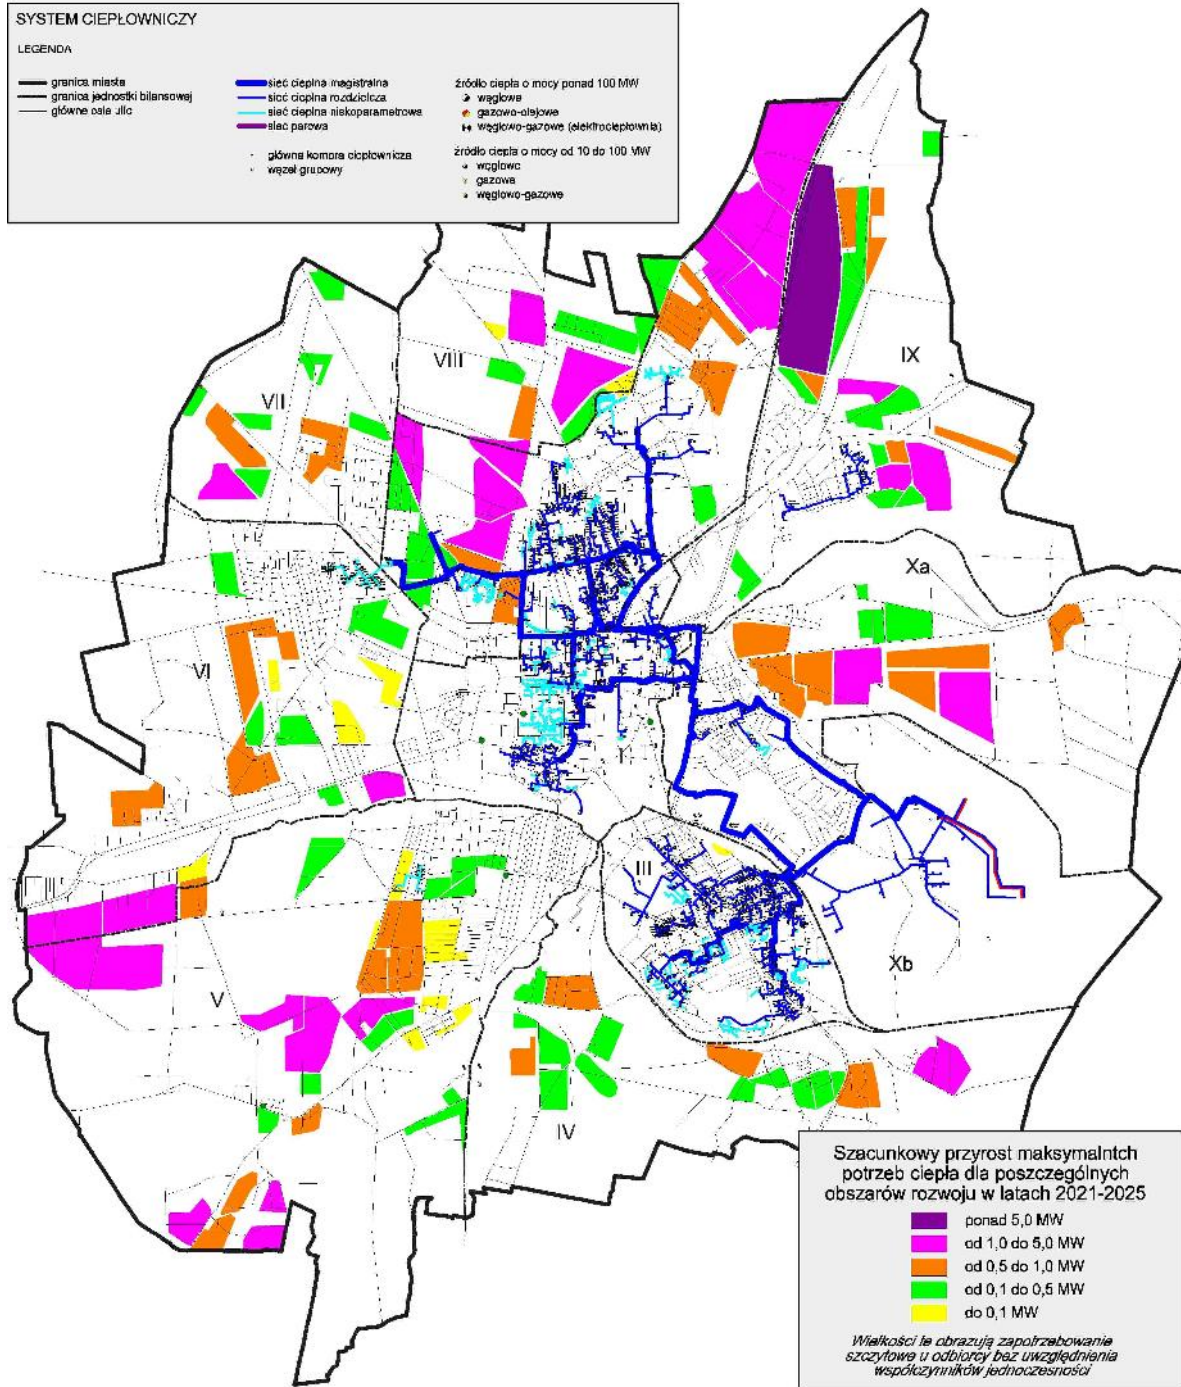 SYSTEM CIEPŁOWNICZY
LEGENDA
granica miasta
granica jednostki bilansowej
główne osie ulic
sieć cieplna magistralna
sieć cieplna rozdzielcza
sieć cieplna niskoparametrowa
sieć parowa
główna komora ciepłownicza
węzeł grupowy
źródło ciepła o mocy ponad 100 MW
węglowe
gazowo-olejowe
węglowo-gazowe (elektrociepłownia)
źródło ciepła o mocy od 10 do 100 MW
węglowe
gazowe
węglowo-gazowe
VIII
IX
VII
II
Xa
VI
I
III
Xb
V
IV
Szacunkowy przyrost maksymalntch
potrzeb ciepła dla poszczególnych
obszarów rozwoju w latach 2021-2025
ponad 5,0 MW
od 1,0 do 5,0 MW
od 0,5 do 1,0 MW
od 0,1 do 0,5 MW
do 0,1 MW
Wielkości te obrazują zapotrzebowanie
szczytowe u odbiorcy bez uwzględnienia
współczynników jednoczesności